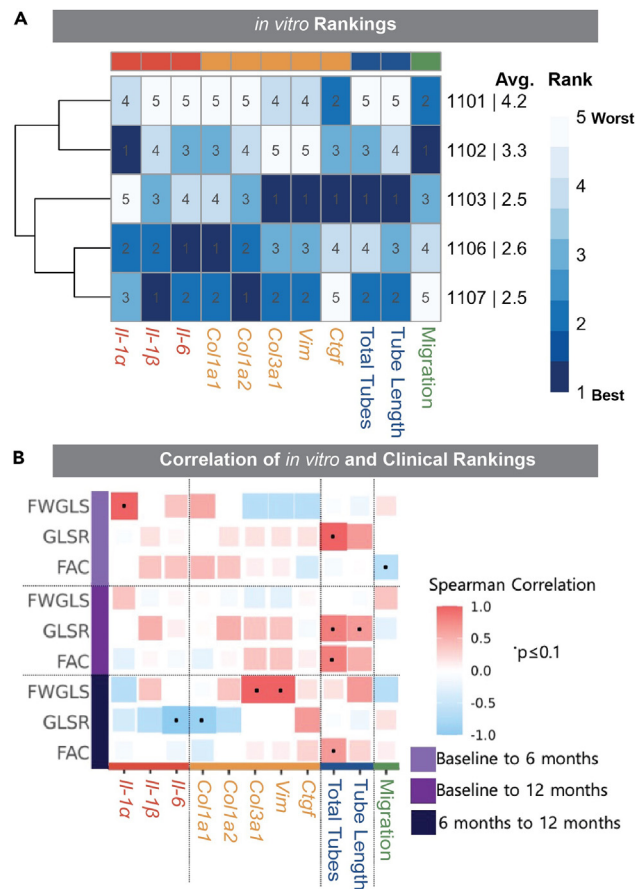 A
in vitro Rankings
Avg. Rank
4 5 5 5 5 4 4 2 5 5 2 1101 | 4.2
1 4 3 3 4 5 5 3 3 4 1 1102 | 3.3
5 3 4 4 3 1 1 1 1 1 3 1103 | 2.5
2 2 1 1 2 3 3 4 4 3 4 1106 | 2.6
3 1 2 2 1 2 2 5 2 2 5 1107 | 2.5
5 Worst
4
3
2
1 Best
Il-1α
Il-1β
Il-6
Col1a1
Col1a2
Col3a1
Vim
Ctgf
Total Tubes
Tube Length
Migration
B
Correlation of in vitro and Clinical Rankings
FWGLS
GLSR
FAC
FWGLS
GLSR
FAC
FWGLS
GLSR
FAC
Spearman Correlation
1.0
0.5
0.0
-0.5
-1.0
•p≤0.1
Baseline to 6 months
Baseline to 12 months
6 months to 12 months
Il-1α
Il-1β
Il-6
Col1a1
Col1a2
Col3a1
Vim
Ctgf
Total Tubes
Tube Length
Migration